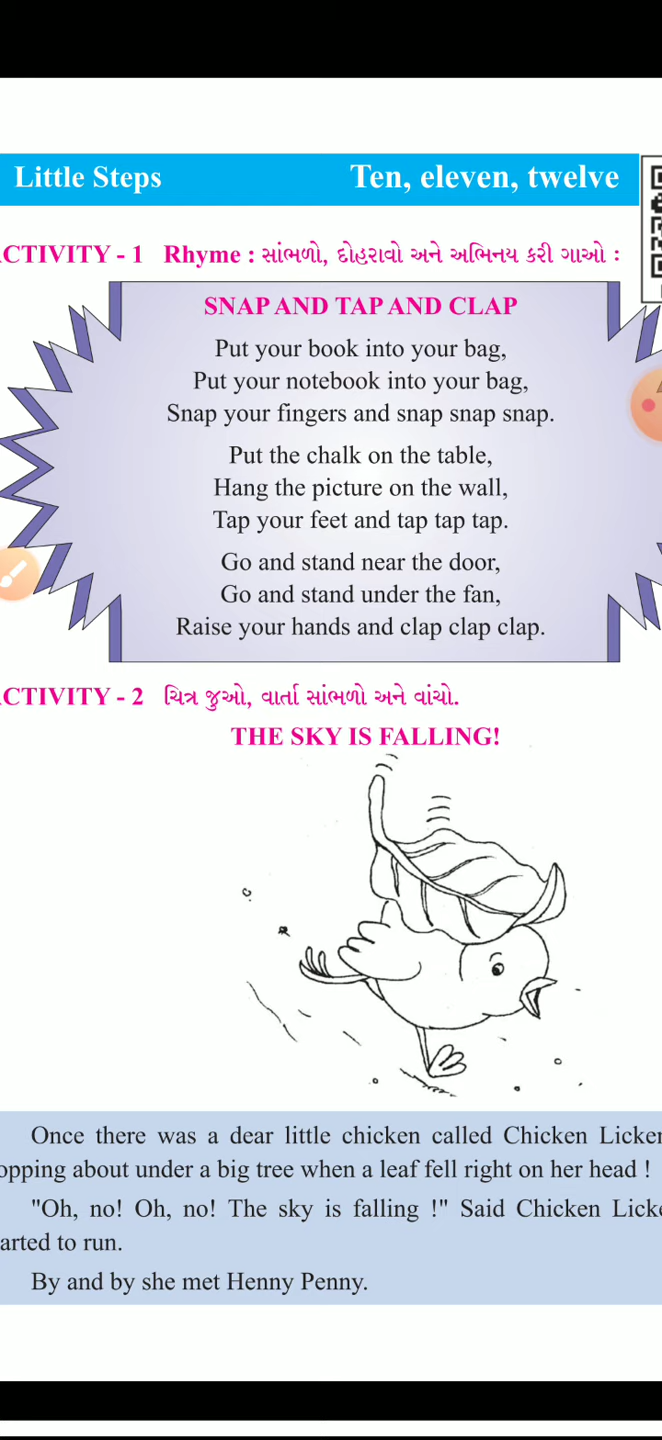 Little Steps Ten, eleven, twelve
CTIVITY - 1 Rhyme : સાંભળો, દોહરાવો અને અભિનય કરી ગાઓ :
SNAP AND TAP AND CLAP
Put your book into your bag,
Put your notebook into your bag,
Snap your fingers and snap snap snap.
Put the chalk on the table,
Hang the picture on the wall,
Tap your feet and tap tap tap.
Go and stand near the door,
Go and stand under the fan,
Raise your hands and clap clap clap.
CTIVITY - 2 ચિત્ર જુઓ, વાર્તા સાંભળો અને વાંચો.
THE SKY IS FALLING!
Once there was a dear little chicken called Chicken Licken
opping about under a big tree when a leaf fell right on her head !
"Oh, no! Oh, no! The sky is falling !" Said Chicken Licke
arted to run.
By and by she met Henny Penny.